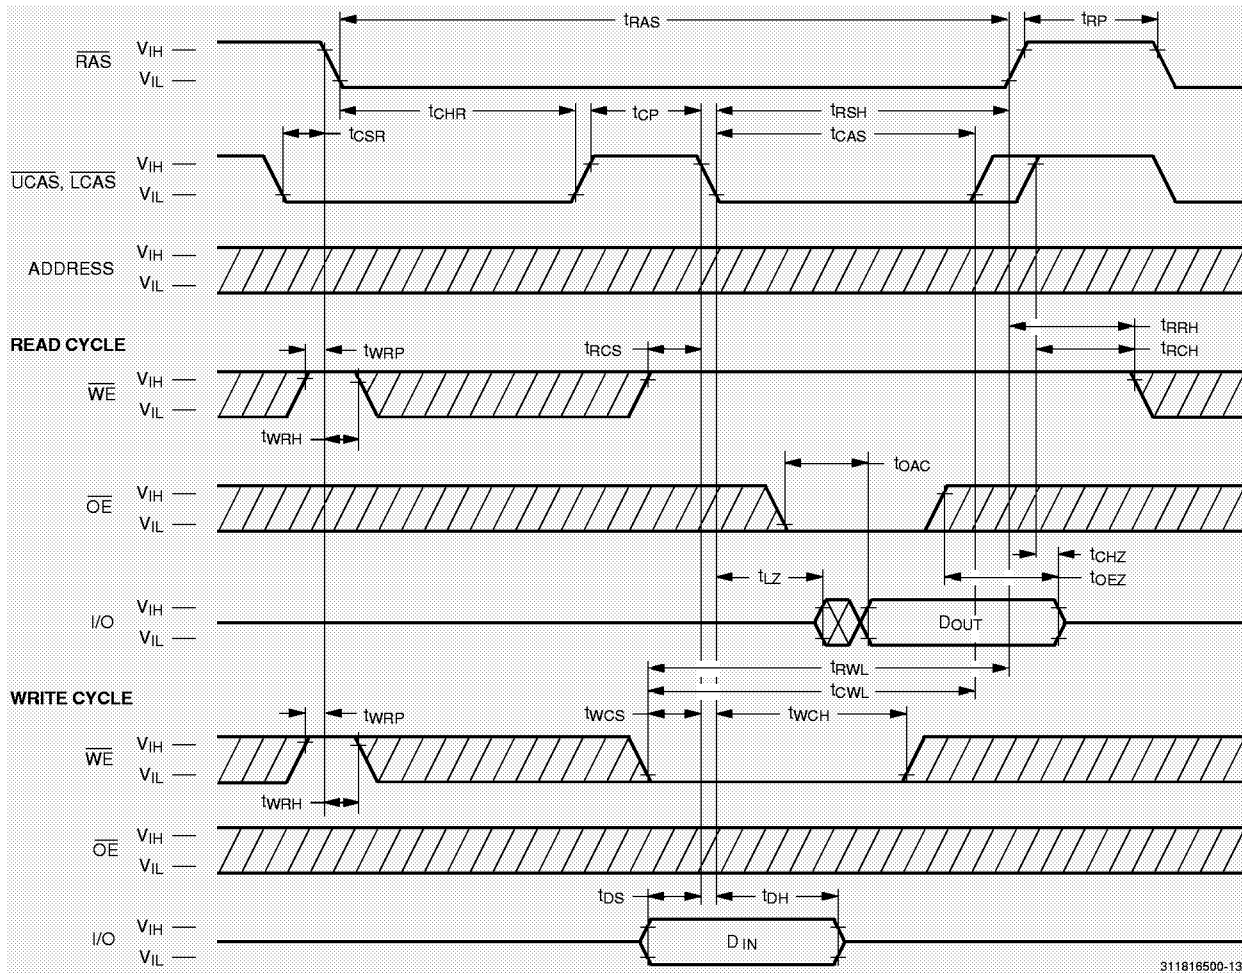 tRAS
tRP
RAS
VIH
VIL
tCHR
tCP
tRSH
tCSR
tCAS
UCAS, LCAS
VIH
VIL
ADDRESS
VIH
VIL
READ CYCLE
tRRH
tRCS
tWRP
tRCH
WE
VIH
VIL
tWRH
tOAC
OE
VIH
VIL
tCHZ
tLZ
tOEZ
I/O
VIH
VIL
DOUT
tRWL
WRITE CYCLE
tCWL
tWRP
tWCS
tWCH
WE
VIH
VIL
tWRH
OE
VIH
VIL
tDS
tDH
I/O
VIH
VIL
DIN
311816500-13